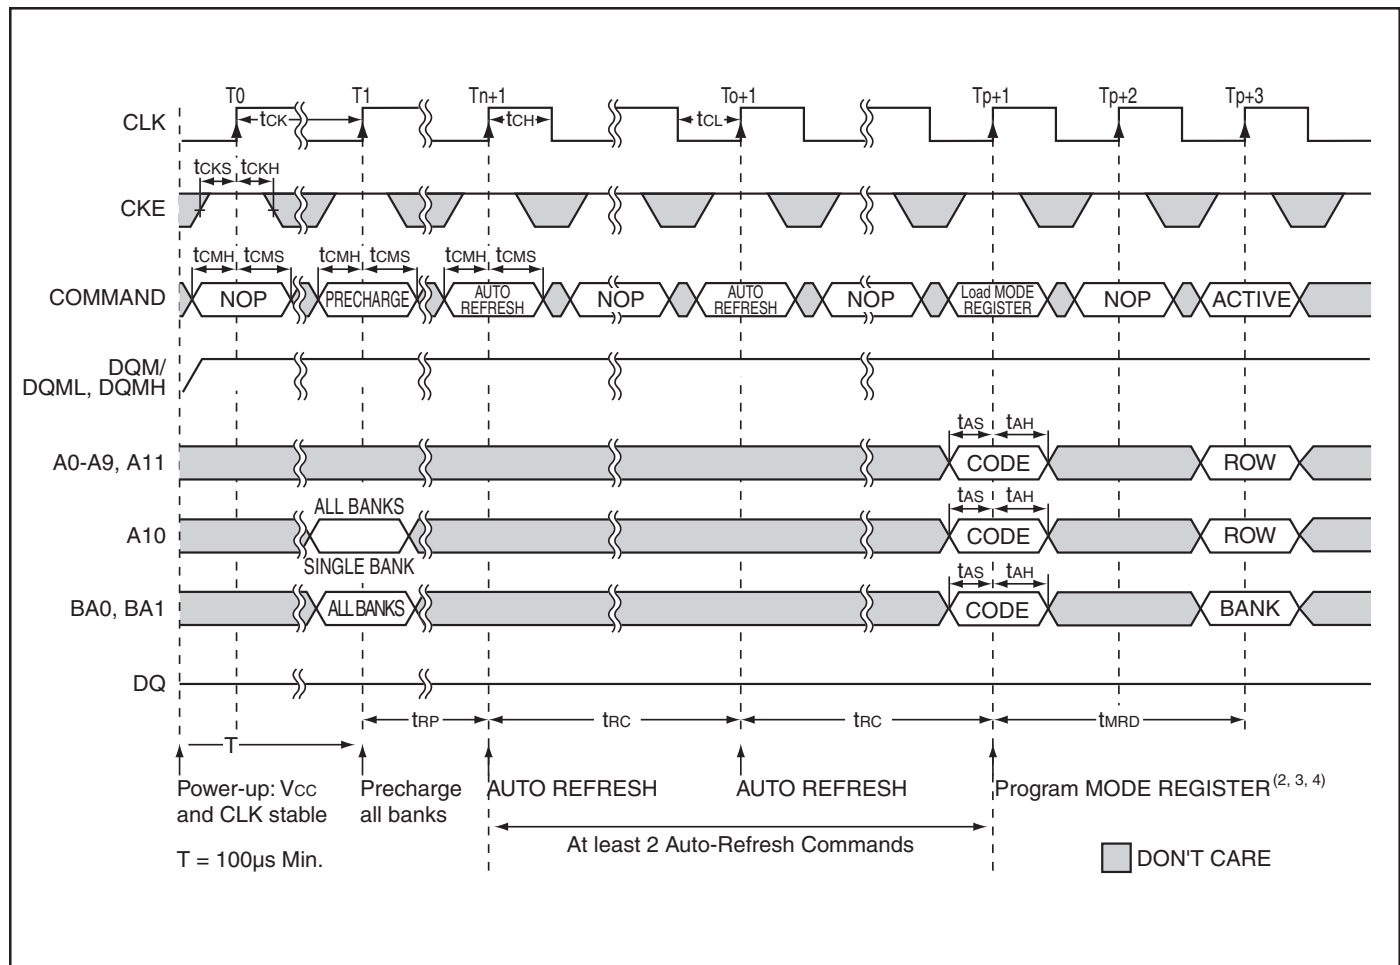 T0 T1 Tn+1 To+1 Tp+1 Tp+2 Tp+3
CLK tCK tCH tCL
tCKS tCKH
CKE
tCMH tCMS tCMH tCMS tCMH tCMS
COMMAND NOP PRECHARGE AUTO REFRESH NOP AUTO REFRESH NOP Load MODE REGISTER NOP ACTIVE
DQM/
DQML, DQMH
tAS tAH
A0-A9, A11 CODE ROW
ALL BANKS tAS tAH
A10 CODE ROW
SINGLE BANK tAS tAH
BA0, BA1 ALL BANKS CODE BANK
DQ
tRP tRC tRC tMRD
T
Power-up: VCC Precharge AUTO REFRESH AUTO REFRESH Program MODE REGISTER(2, 3, 4)
and CLK stable all banks
At least 2 Auto-Refresh Commands
T = 100µs Min. DON'T CARE